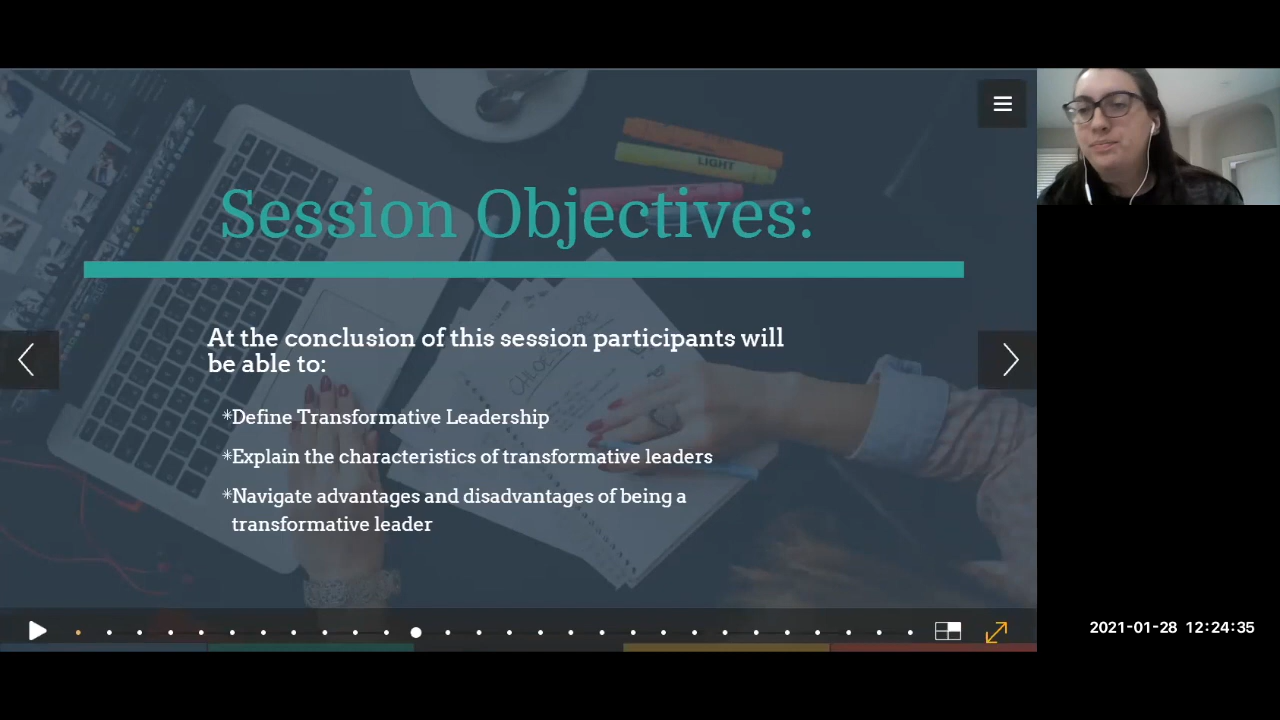 LIGHT
Session Objectives:
At the conclusion of this session participants will
be able to:
*Define Transformative Leadership
*Explain the characteristics of transformative leaders
*Navigate advantages and disadvantages of being a
transformative leader
2021-01-28 12:24:35